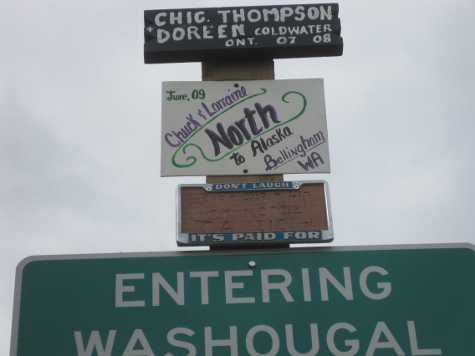 CHIC. THOMPSON
+ DOREEN COLDWATER
ONT. 07 08
June, 09
Chuck & Lorraine
North
to Alaska
Bellingham
WA
DON'T LAUGH
IT'S PAID FOR
ENTERING
WASHOUGAL